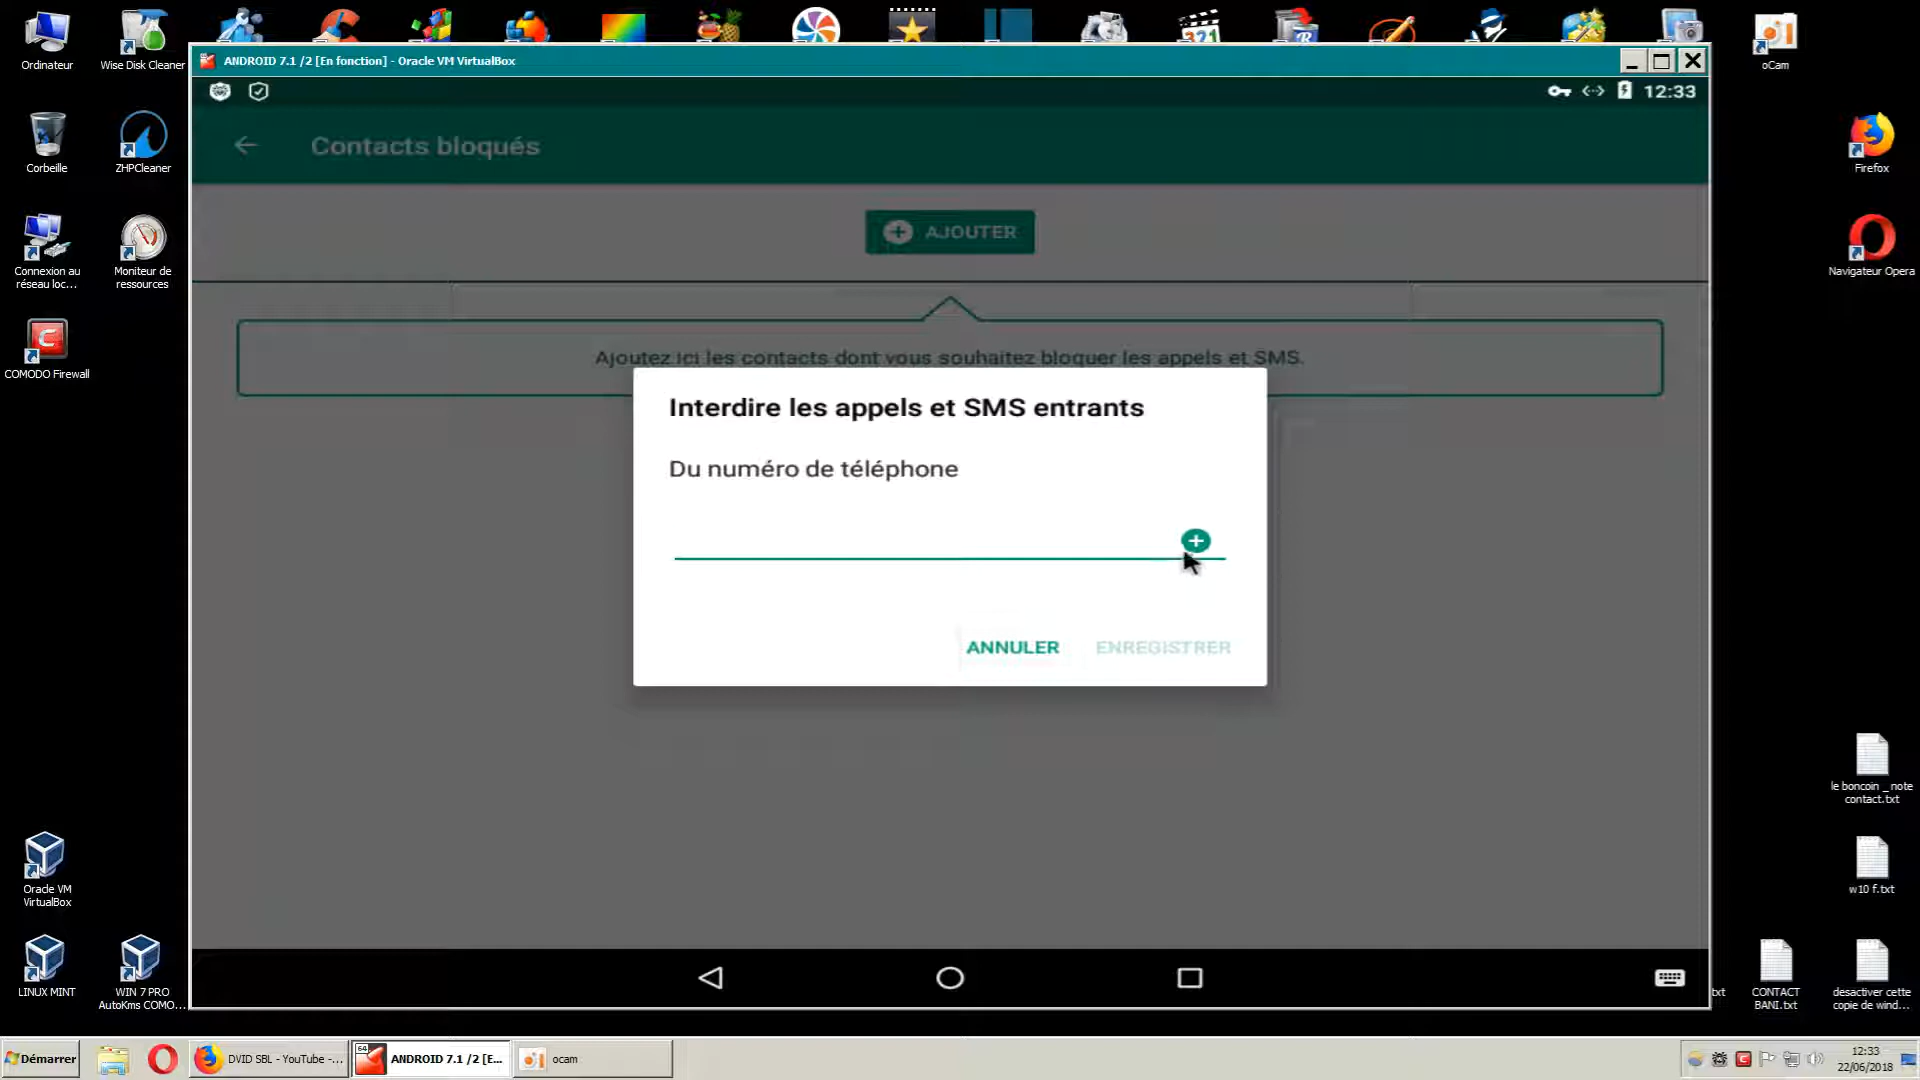 Ordinateur
Wise Disk Cleaner
oCam
ANDROID 7.1 /2 [En fonction] - Oracle VM VirtualBox
12:33
Contacts bloqués
AJOUTER
Ajoutez ici les contacts dont vous souhaitez bloquer les appels et SMS.
Interdire les appels et SMS entrants
Du numéro de téléphone
ANNULER
ENREGISTRER
Corbeille
ZHPCleaner
Firefox
Connexion au
réseau loc...
Moniteur de
ressources
Navigateur Opera
COMODO Firewall
321
R
le boncoin _ note
contact.txt
w10 f.txt
Oracle VM
VirtualBox
LINUX MINT
WIN 7 PRO
AutoKms COMO...
txt
CONTACT
BANI.txt
desactiver cette
copie de wind...
Démarrer
DVID SBL - YouTube -...
64
ANDROID 7.1 /2 [E...
ocam
12:33
22/06/2018